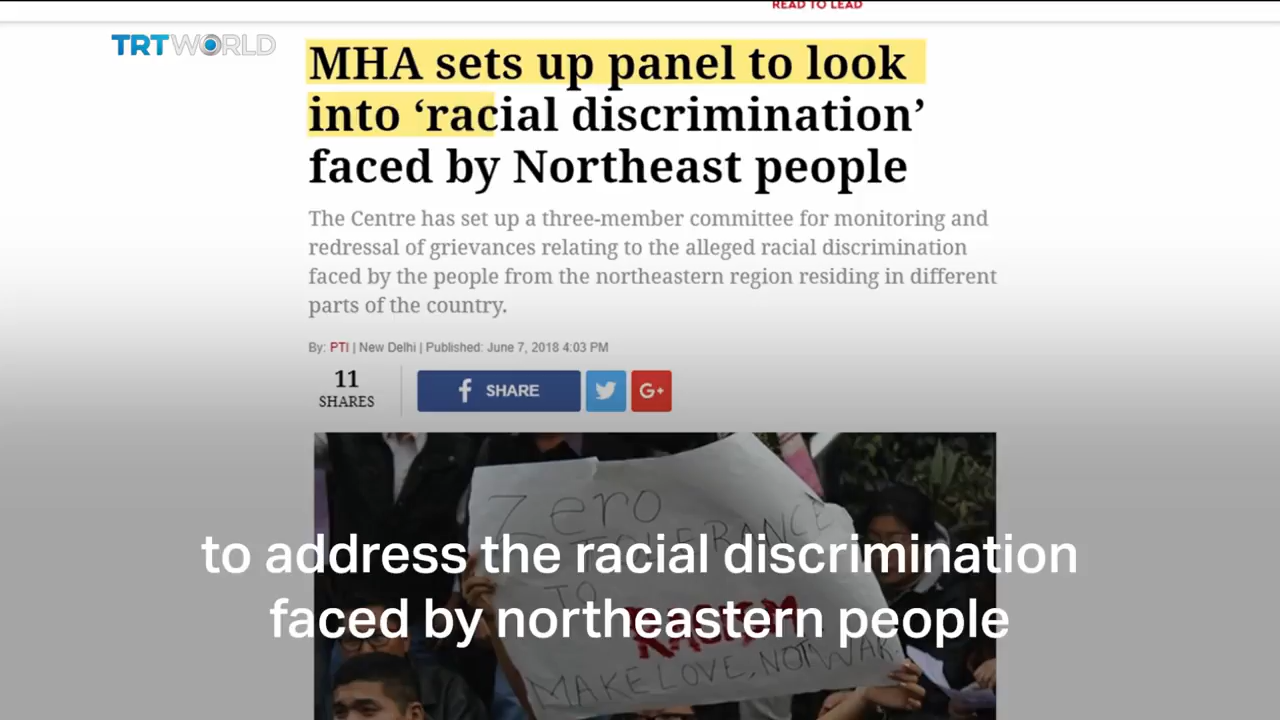 READ TO LEAD
TRT WORLD
MHA sets up panel to look
into ‘racial discrimination’
faced by Northeast people
The Centre has set up a three-member committee for monitoring and
redressal of grievances relating to the alleged racial discrimination
faced by the people from the northeastern region residing in different
parts of the country.
By: PTI | New Delhi | Published: June 7, 2018 4:03 PM
11
SHARES
f SHARE
G+
Zero
TOLERANCE
TO
RACISM
MAKE LOVE, NOT WAR.
to address the racial discrimination
faced by northeastern people